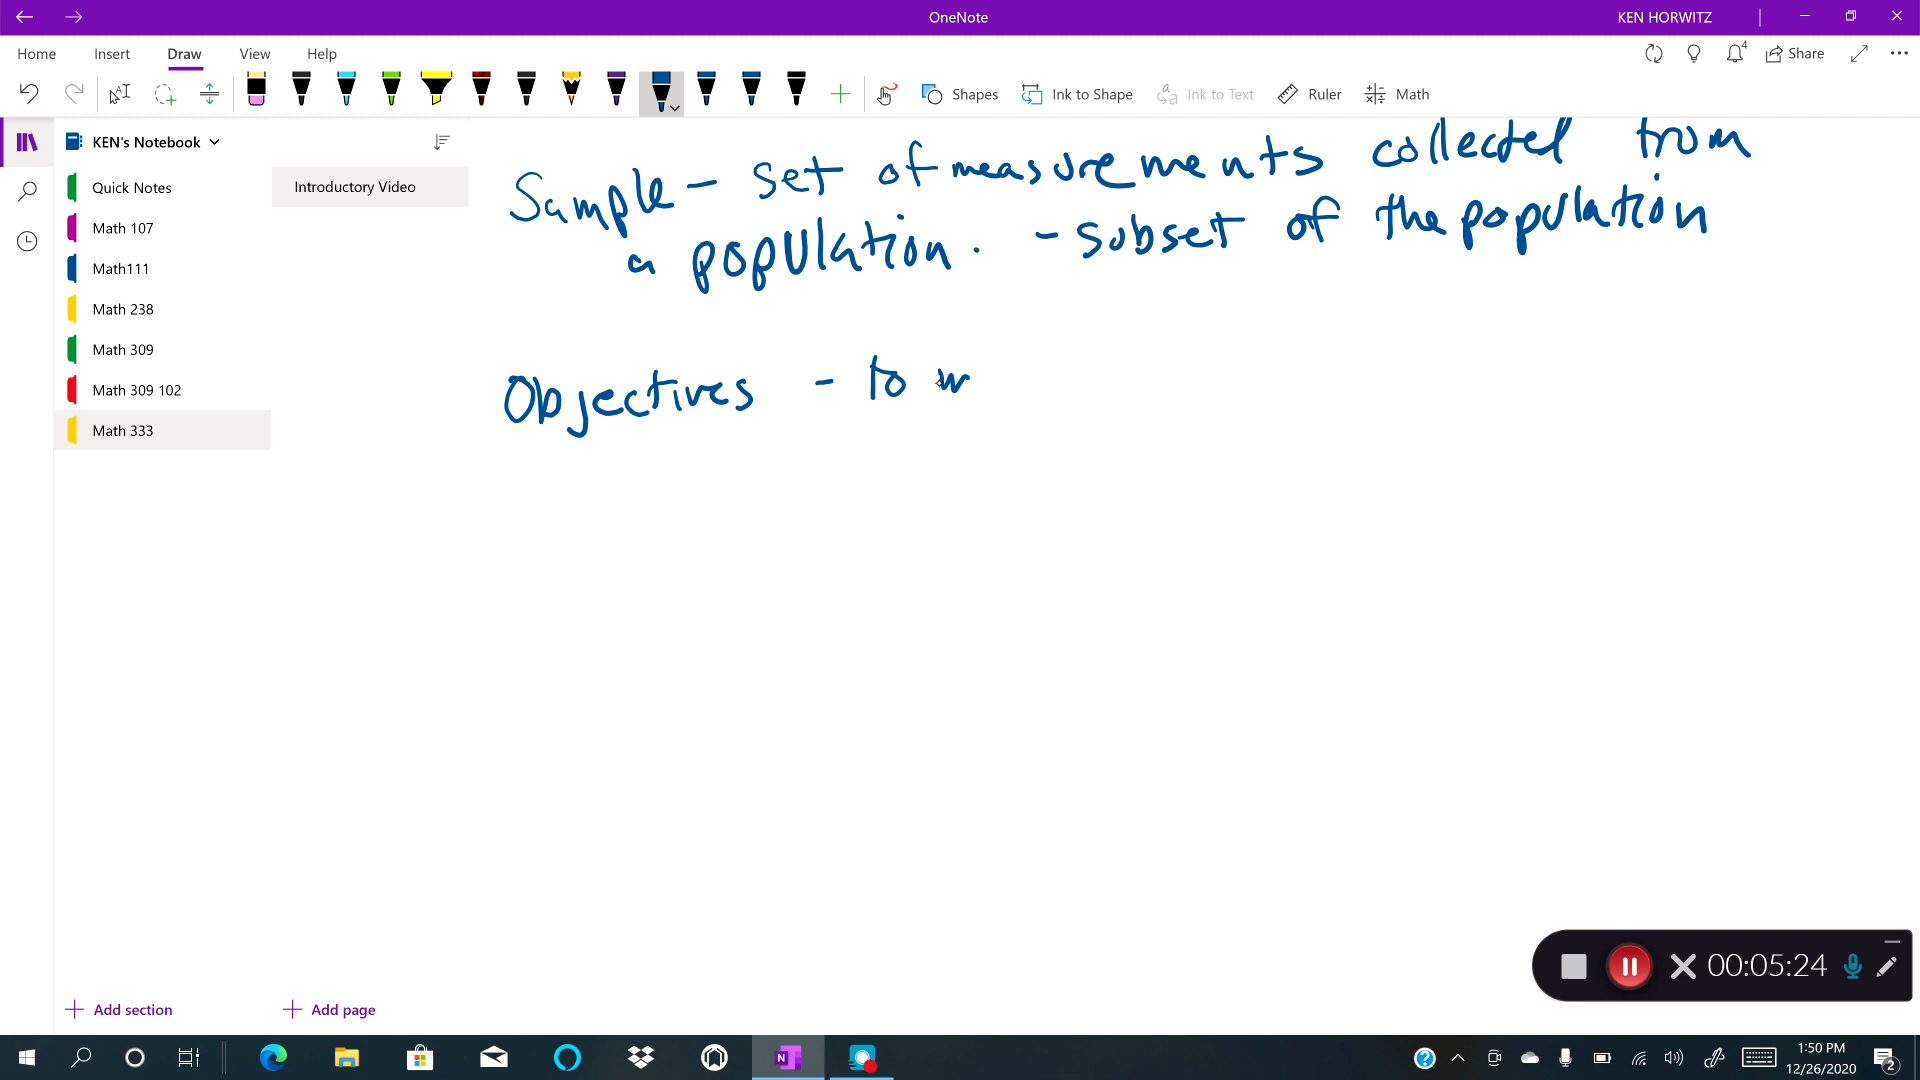 OneNote
KEN HORWITZ
Home Insert Draw View Help
4
Share
Shapes Ink to Shape Ink to Text Ruler Math
KEN's Notebook
Quick Notes
Math 107
Math111
Math 238
Math 309
Math 309 102
Math 333
Add section
Introductory Video
Add page
Sample - set of measurements collected from
a population. - subset of the population
Objectives - to
00:05:24
1:50 PM
12/26/2020
2